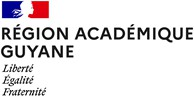 RÉGION ACADÉMIQUE
GUYANE
Liberté
Égalité
Fraternité